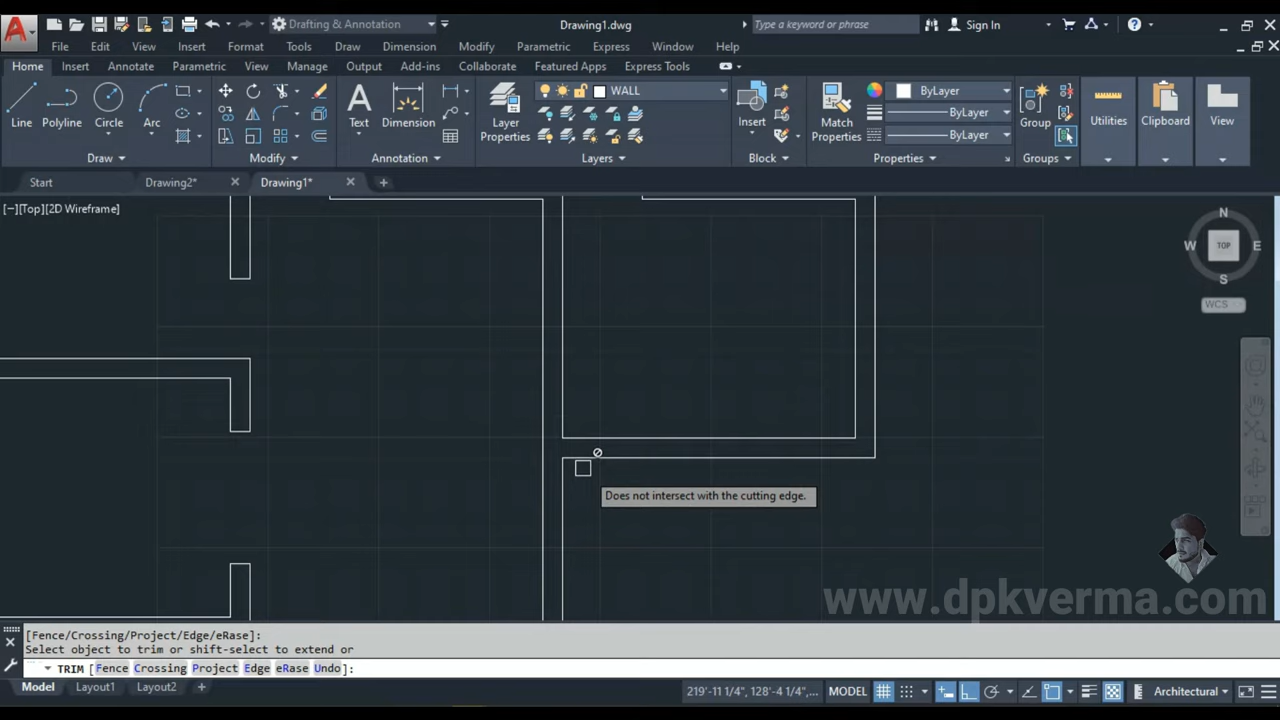 A
Drafting & Annotation
Drawing1.dwg
Type a keyword or phrase
Sign In
File Edit View Insert Format Tools Draw Dimension Modify Parametric Express Window Help
Home Insert Annotate Parametric View Manage Output Add-ins Collaborate Featured Apps Express Tools
WALL
ByLayer
Line Polyline Circle Arc
Text Dimension
Layer Properties
Insert
Match Properties
ByLayer
ByLayer
Group
Utilities
Clipboard
View
Draw Modify Annotation Layers Block Properties Groups
Start Drawing2* Drawing1*
[−][Top][2D Wireframe]
N
W TOP E
S
WCS
Does not intersect with the cutting edge.
www.dpkverma.com
[Fence/Crossing/Project/Edge/eRase]:
Select object to trim or shift-select to extend or
TRIM [Fence Crossing Project Edge eRase Undo]:
Model Layout1 Layout2
219'-11 1/4", 128'-4 1/4",... MODEL
Architectural